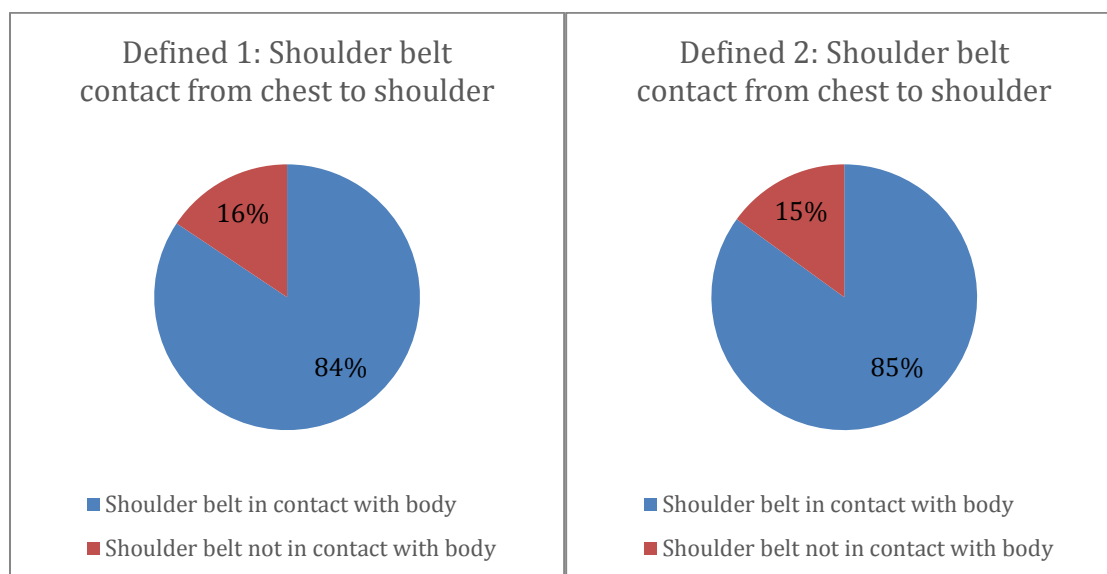 Defined 1: Shoulder belt
contact from chest to shoulder
16%
84%
Shoulder belt in contact with body
Shoulder belt not in contact with body
Defined 2: Shoulder belt
contact from chest to shoulder
15%
85%
Shoulder belt in contact with body
Shoulder belt not in contact with body